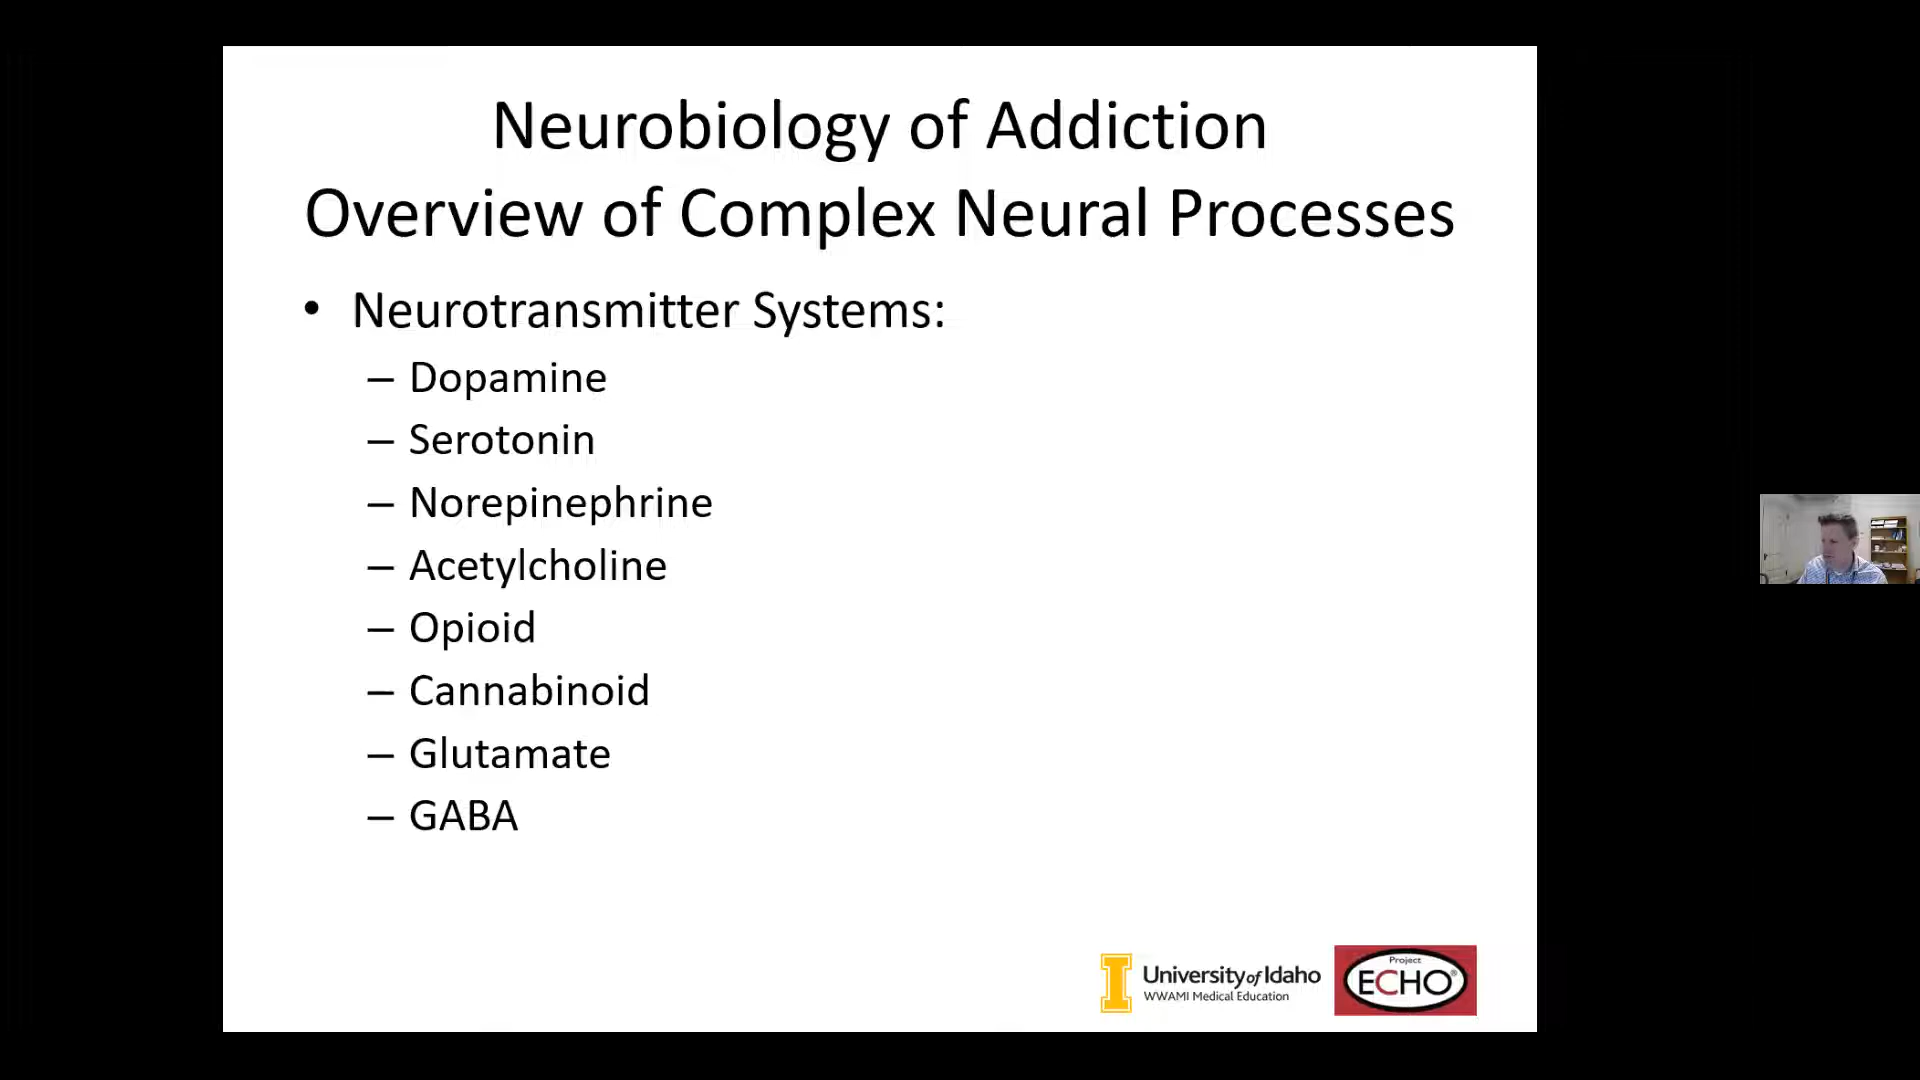 Neurobiology of Addiction
Overview of Complex Neural Processes
• Neurotransmitter Systems:
– Dopamine
– Serotonin
– Norepinephrine
– Acetylcholine
– Opioid
– Cannabinoid
– Glutamate
– GABA
I University of Idaho
WWAMI Medical Education
Project
ECHO®